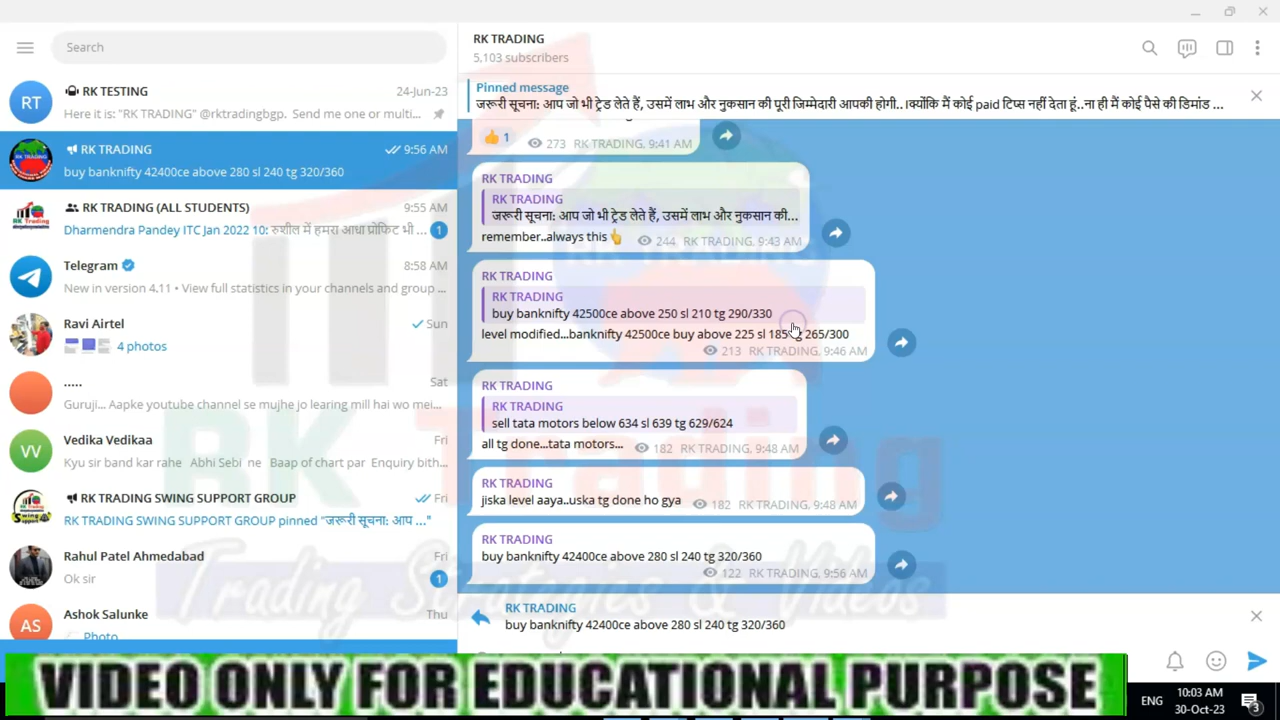 Search
RT
RK TESTING
24-Jun-23
Here it is: "RK TRADING" @rktradingbgp. Send me one or multi...
RK TRADING
9:56 AM
buy banknifty 42400ce above 280 sl 240 tg 320/360
RK TRADING (ALL STUDENTS)
9:55 AM
Dharmendra Pandey ITC Jan 2022 10: रुशील में हमरा आधा प्रोफिट भी ...
1
Telegram
8:58 AM
New in version 4.11 • View full statistics in your channels and group ...
Ravi Airtel
Sun
4 photos
.....
Sat
Guruji... Aapke youtube channel se mujhe jo learing mill hai wo mei...
VV
Vedika Vedikaa
Fri
Kyu sir band kar rahe Abhi Sebi ne Baap of chart par Enquiry bith...
RK TRADING SWING SUPPORT GROUP
Fri
RK TRADING SWING SUPPORT GROUP pinned "जरूरी सूचना: आप ..."
Rahul Patel Ahmedabad
Fri
Ok sir
1
AS
Ashok Salunke
Thu
Photo
RK TRADING
5,103 subscribers
Pinned message
जरूरी सूचना: आप जो भी ट्रेड लेते हैं, उसमें लाभ और नुकसान की पूरी जिम्मेदारी आपकी होगी.. ।क्योंकि मैं कोई paid टिप्स नहीं देता हूं..ना ही मैं कोई पैसे की डिमांड ...
1
273 RK TRADING, 9:41 AM
RK TRADING
RK TRADING
जरूरी सूचना: आप जो भी ट्रेड लेते हैं, उसमें लाभ और नुकसान की...
remember..always this👆 244 RK TRADING, 9:43 AM
RK TRADING
RK TRADING
buy banknifty 42500ce above 250 sl 210 tg 290/330
level modified...banknifty 42500ce buy above 225 sl 185 tg 265/300
213 RK TRADING, 9:46 AM
RK TRADING
RK TRADING
sell tata motors below 634 sl 639 tg 629/624
all tg done...tata motors... 182 RK TRADING, 9:48 AM
RK TRADING
jiska level aaya..uska tg done ho gya 182 RK TRADING, 9:48 AM
RK TRADING
buy banknifty 42400ce above 280 sl 240 tg 320/360
122 RK TRADING, 9:56 AM
RK TRADING
buy banknifty 42400ce above 280 sl 240 tg 320/360
RK Trading
Trading Strategies & Videos
VIDEO ONLY FOR EDUCATIONAL PURPOSE
ENG
10:03 AM
30-Oct-23
3